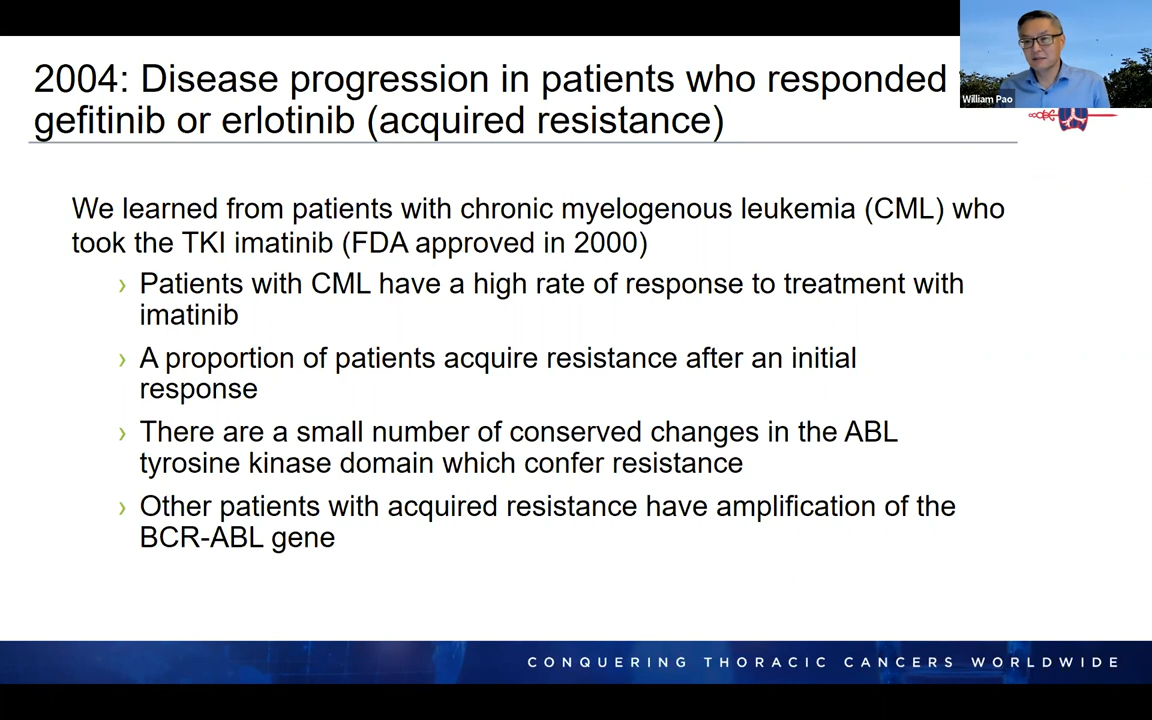 2004: Disease progression in patients who responded
gefitinib or erlotinib (acquired resistance)
William Pao
We learned from patients with chronic myelogenous leukemia (CML) who
took the TKI imatinib (FDA approved in 2000)
› Patients with CML have a high rate of response to treatment with
imatinib
› A proportion of patients acquire resistance after an initial
response
› There are a small number of conserved changes in the ABL
tyrosine kinase domain which confer resistance
› Other patients with acquired resistance have amplification of the
BCR-ABL gene
CONQUERING THORACIC CANCERS WORLDWIDE